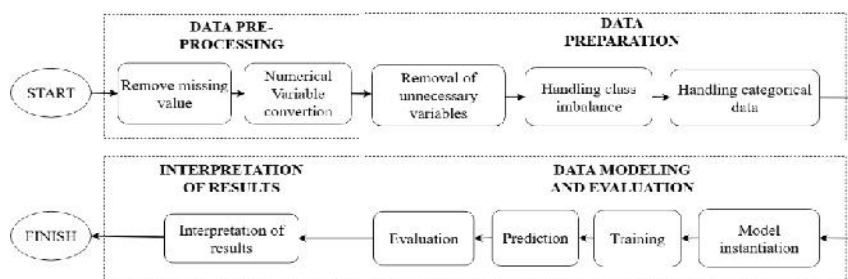 DATA PRE-
PROCESSING
DATA
PREPARATION
START
Remove missing
value
Numerical
Variable
convertion
Removal of
unnecessary
variables
Handling class
imbalance
Handling categorical
data
INTERPRETATION
OF RESULTS
DATA MODELING
AND EVALUATION
FINISH
Interpretation of
results
Evaluation
Prediction
Training
Model
instantiation